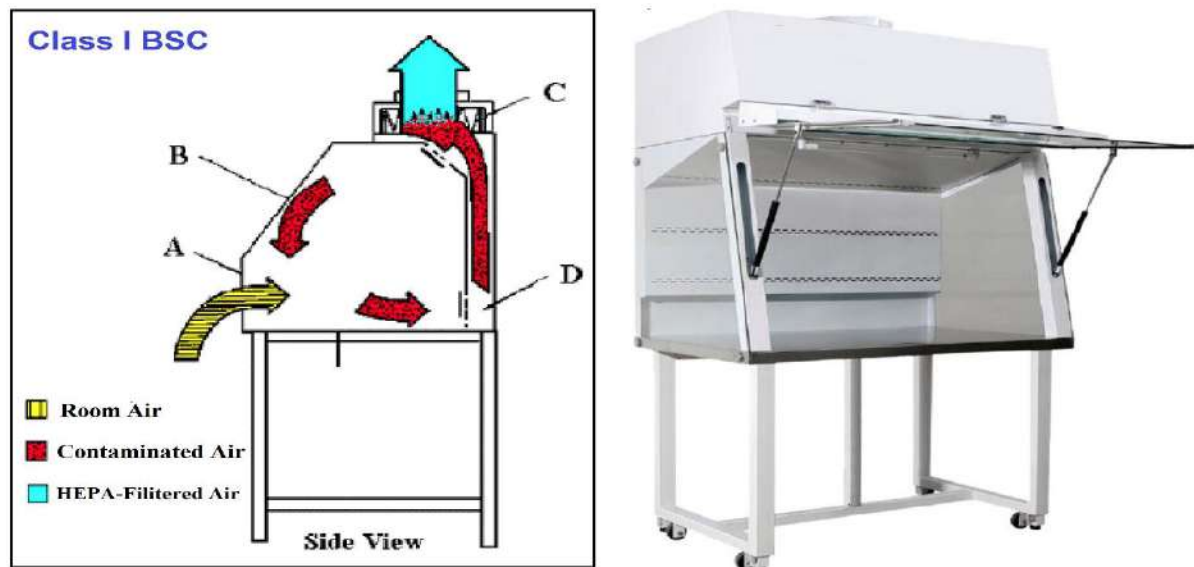 Class I BSC
C
B
A
D
Room Air
Contaminated Air
HEPA-Filitered Air
Side View